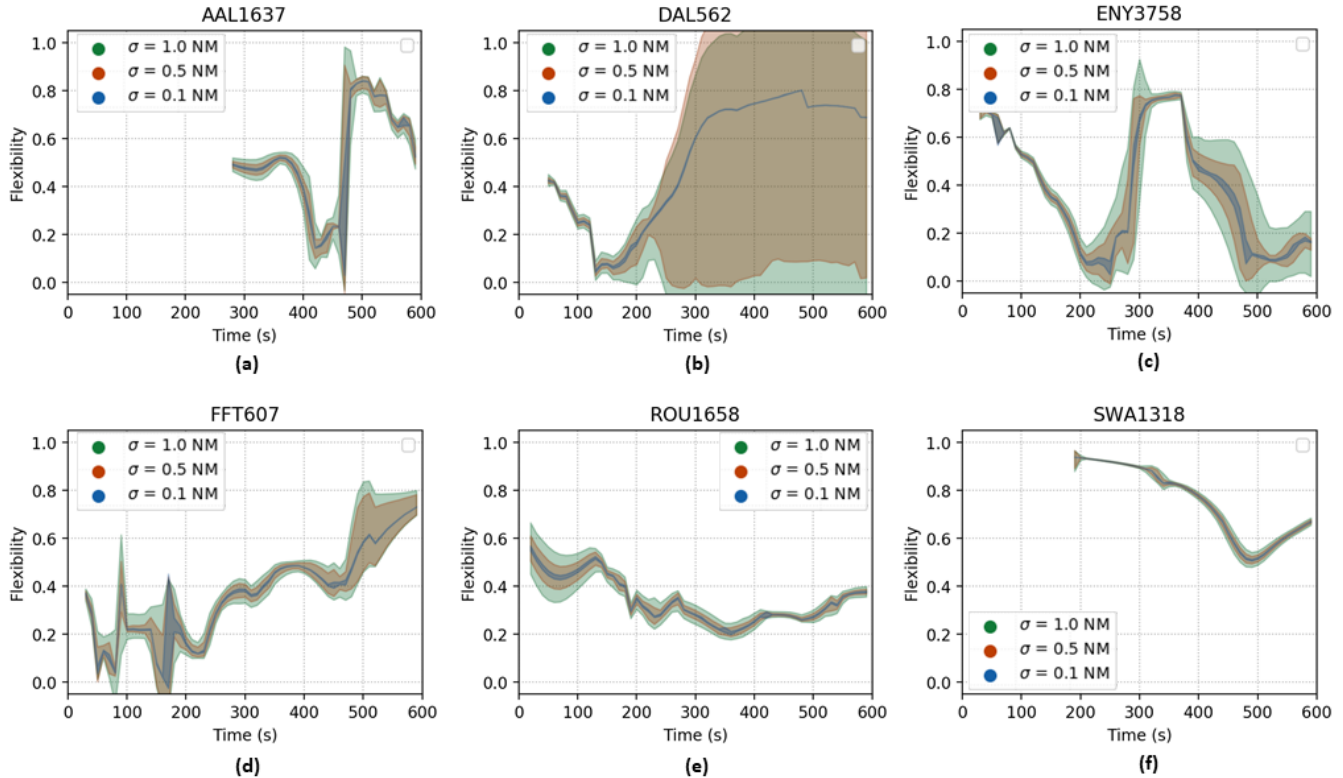 AAL1637
σ = 1.0 NM
σ = 0.5 NM
σ = 0.1 NM
Flexibility
1.0
0.8
0.6
0.4
0.2
0.0
0 100 200 300 400 500 600
Time (s)
(a)
DAL562
σ = 1.0 NM
σ = 0.5 NM
σ = 0.1 NM
Flexibility
1.0
0.8
0.6
0.4
0.2
0.0
0 100 200 300 400 500 600
Time (s)
(b)
ENY3758
σ = 1.0 NM
σ = 0.5 NM
σ = 0.1 NM
Flexibility
1.0
0.8
0.6
0.4
0.2
0.0
0 100 200 300 400 500 600
Time (s)
(c)
FFT607
σ = 1.0 NM
σ = 0.5 NM
σ = 0.1 NM
Flexibility
1.0
0.8
0.6
0.4
0.2
0.0
0 100 200 300 400 500 600
Time (s)
(d)
ROU1658
σ = 1.0 NM
σ = 0.5 NM
σ = 0.1 NM
Flexibility
1.0
0.8
0.6
0.4
0.2
0.0
0 100 200 300 400 500 600
Time (s)
(e)
SWA1318
σ = 1.0 NM
σ = 0.5 NM
σ = 0.1 NM
Flexibility
1.0
0.8
0.6
0.4
0.2
0.0
0 100 200 300 400 500 600
Time (s)
(f)